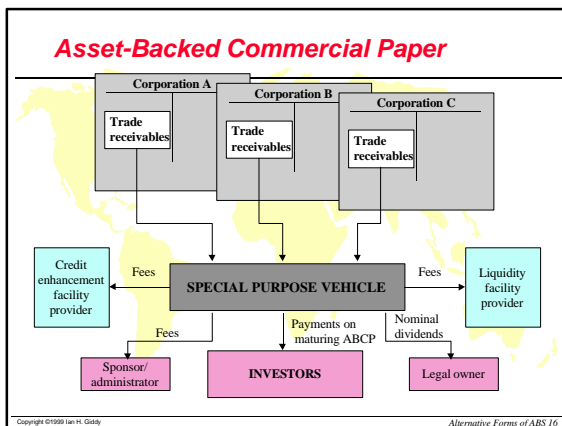 Asset-Backed Commercial Paper
Corporation A
Corporation B
Corporation C
Trade
receivables
Trade
receivables
Trade
receivables
Credit
enhancement
facility
provider
Fees
SPECIAL PURPOSE VEHICLE
Fees
Liquidity
facility
provider
Fees
Payments on
maturing ABCP
Nominal
dividends
Sponsor/
administrator
INVESTORS
Legal owner
Copyright ©1999 Ian H. Giddy
Alternative Forms of ABS 16